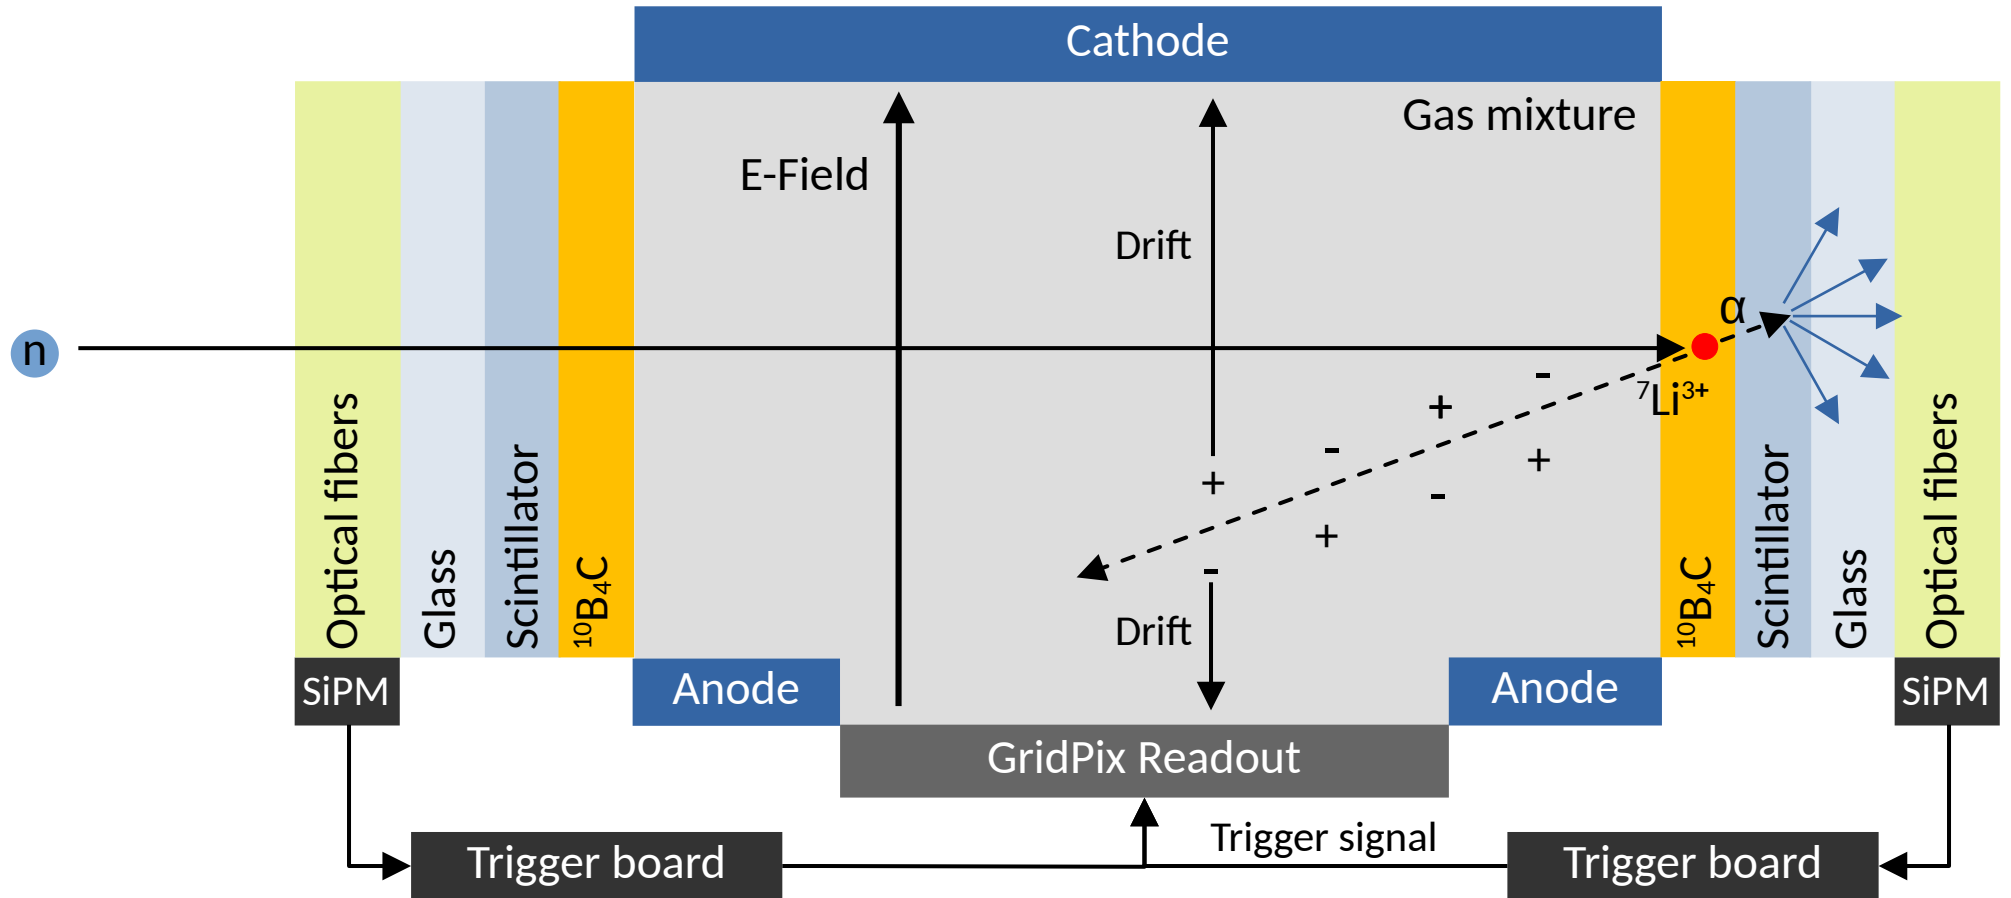 Cathode
Gas mixture
E-Field
Drift
α
n
⁷Li³⁺
-
+
-
+
+
-
+
-
Optical fibers
Glass
Scintillator
¹⁰B₄C
Drift
¹⁰B₄C
Scintillator
Glass
Optical fibers
SiPM
Anode
Anode
SiPM
GridPix Readout
Trigger signal
Trigger board
Trigger board